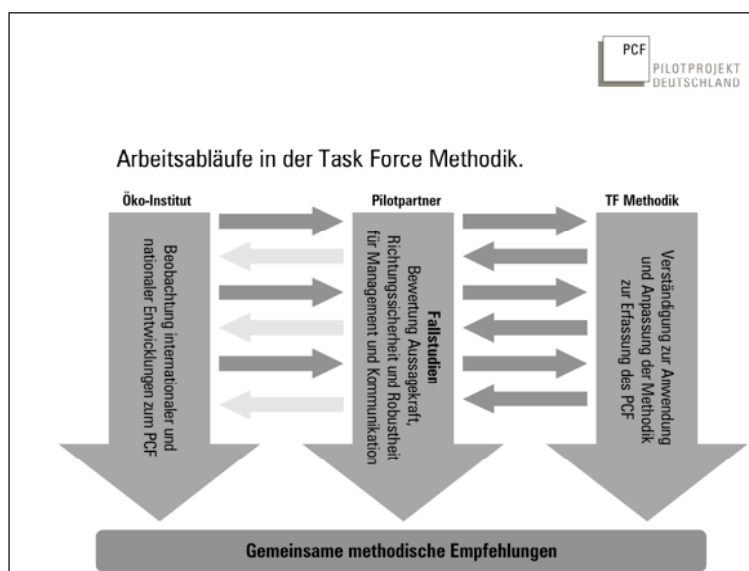 PCF
PILOTPROJEKT
DEUTSCHLAND
Arbeitsabläufe in der Task Force Methodik.
Öko-Institut
Beobachtung internationaler und
nationaler Entwicklungen zum PCF
Pilotpartner
Fallstudien
Bewertung Aussagekraft,
Richtungssicherheit und Robustheit
für Management und Kommunikation
TF Methodik
Verständigung zur Anwendung
und Anpassung der Methodik
zur Erfassung des PCF
Gemeinsame methodische Empfehlungen